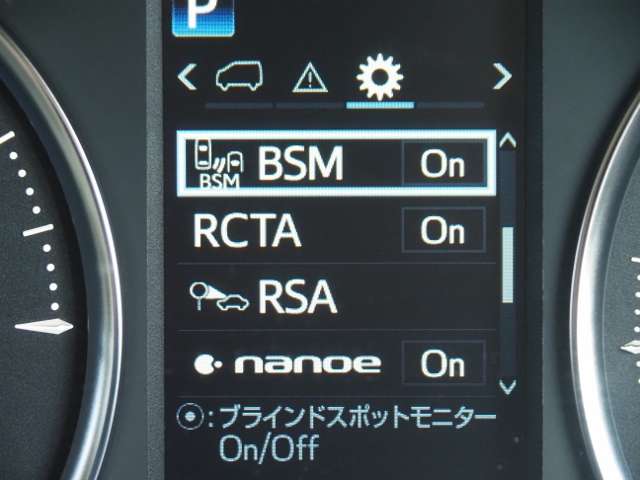 P
BSM BSM On
RCTA On
RSA
nanoe On
⦿:ブラインドスポットモニター
On/Off